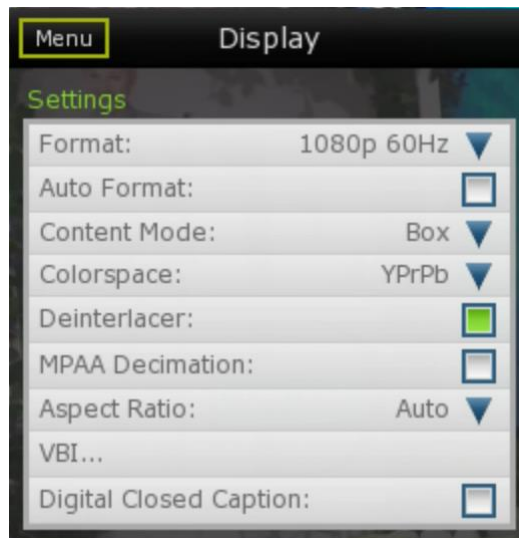 Menu Display
Settings
Format: 1080p 60Hz
Auto Format:
Content Mode: Box
Colorspace: YPrPb
Deinterlacer:
MPAA Decimation:
Aspect Ratio: Auto
VBI...
Digital Closed Caption: